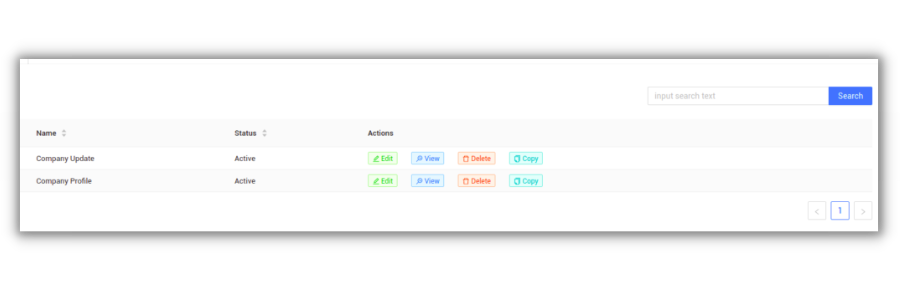 input search text Search
Name Status Actions
Company Update Active Edit View Delete Copy
Company Profile Active Edit View Delete Copy
< 1 >